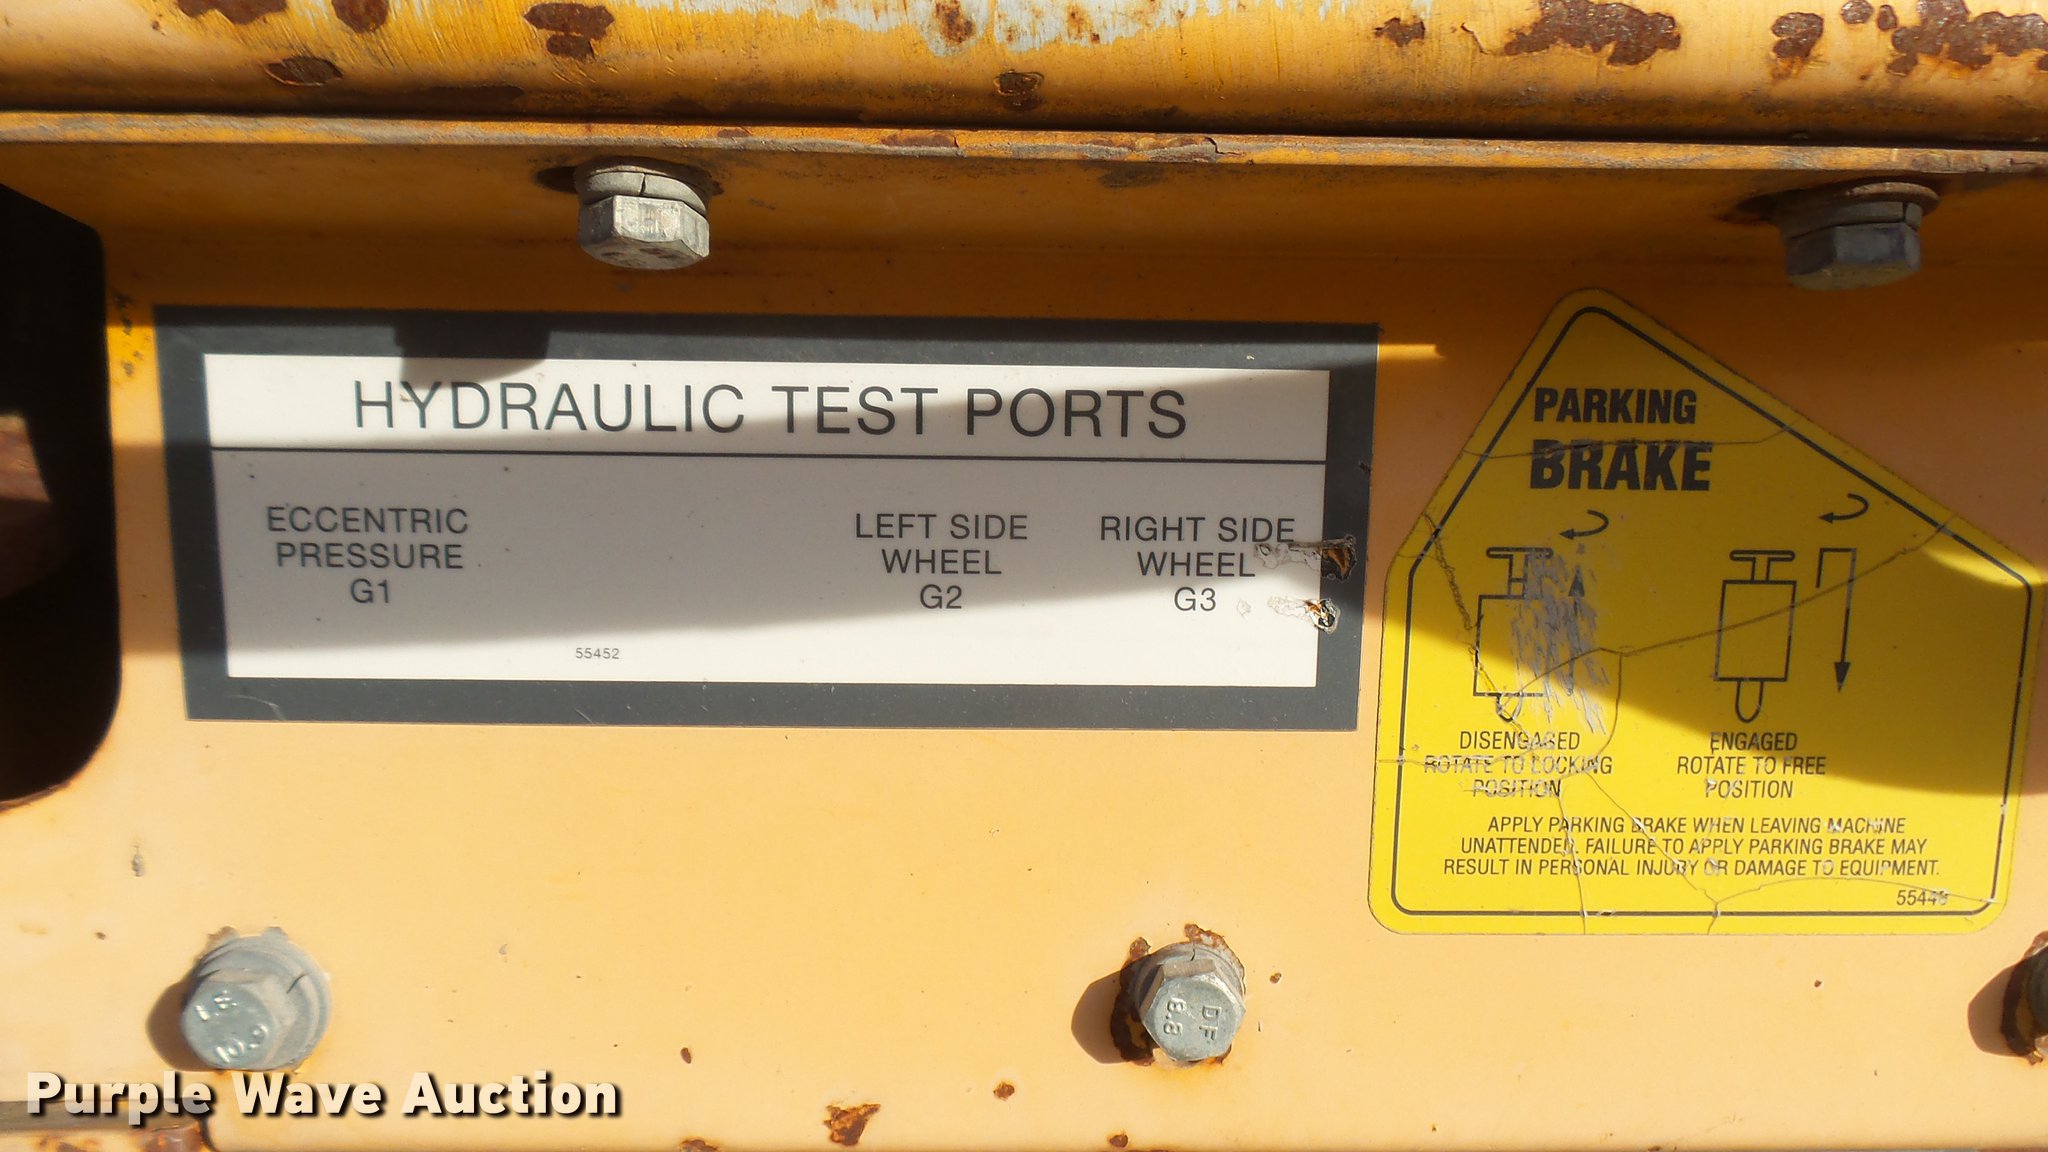 HYDRAULIC TEST PORTS
ECCENTRIC
PRESSURE
G1
LEFT SIDE
WHEEL
G2
RIGHT SIDE
WHEEL
G3
55452
PARKING
BRAKE
DISENGAGED
ROTATE TO LOCKING
POSITION
ENGAGED
ROTATE TO FREE
POSITION
APPLY PARKING BRAKE WHEN LEAVING MACHINE
UNATTENDED. FAILURE TO APPLY PARKING BRAKE MAY
RESULT IN PERSONAL INJURY OR DAMAGE TO EQUIPMENT.
DF
8.8
Purple Wave Auction